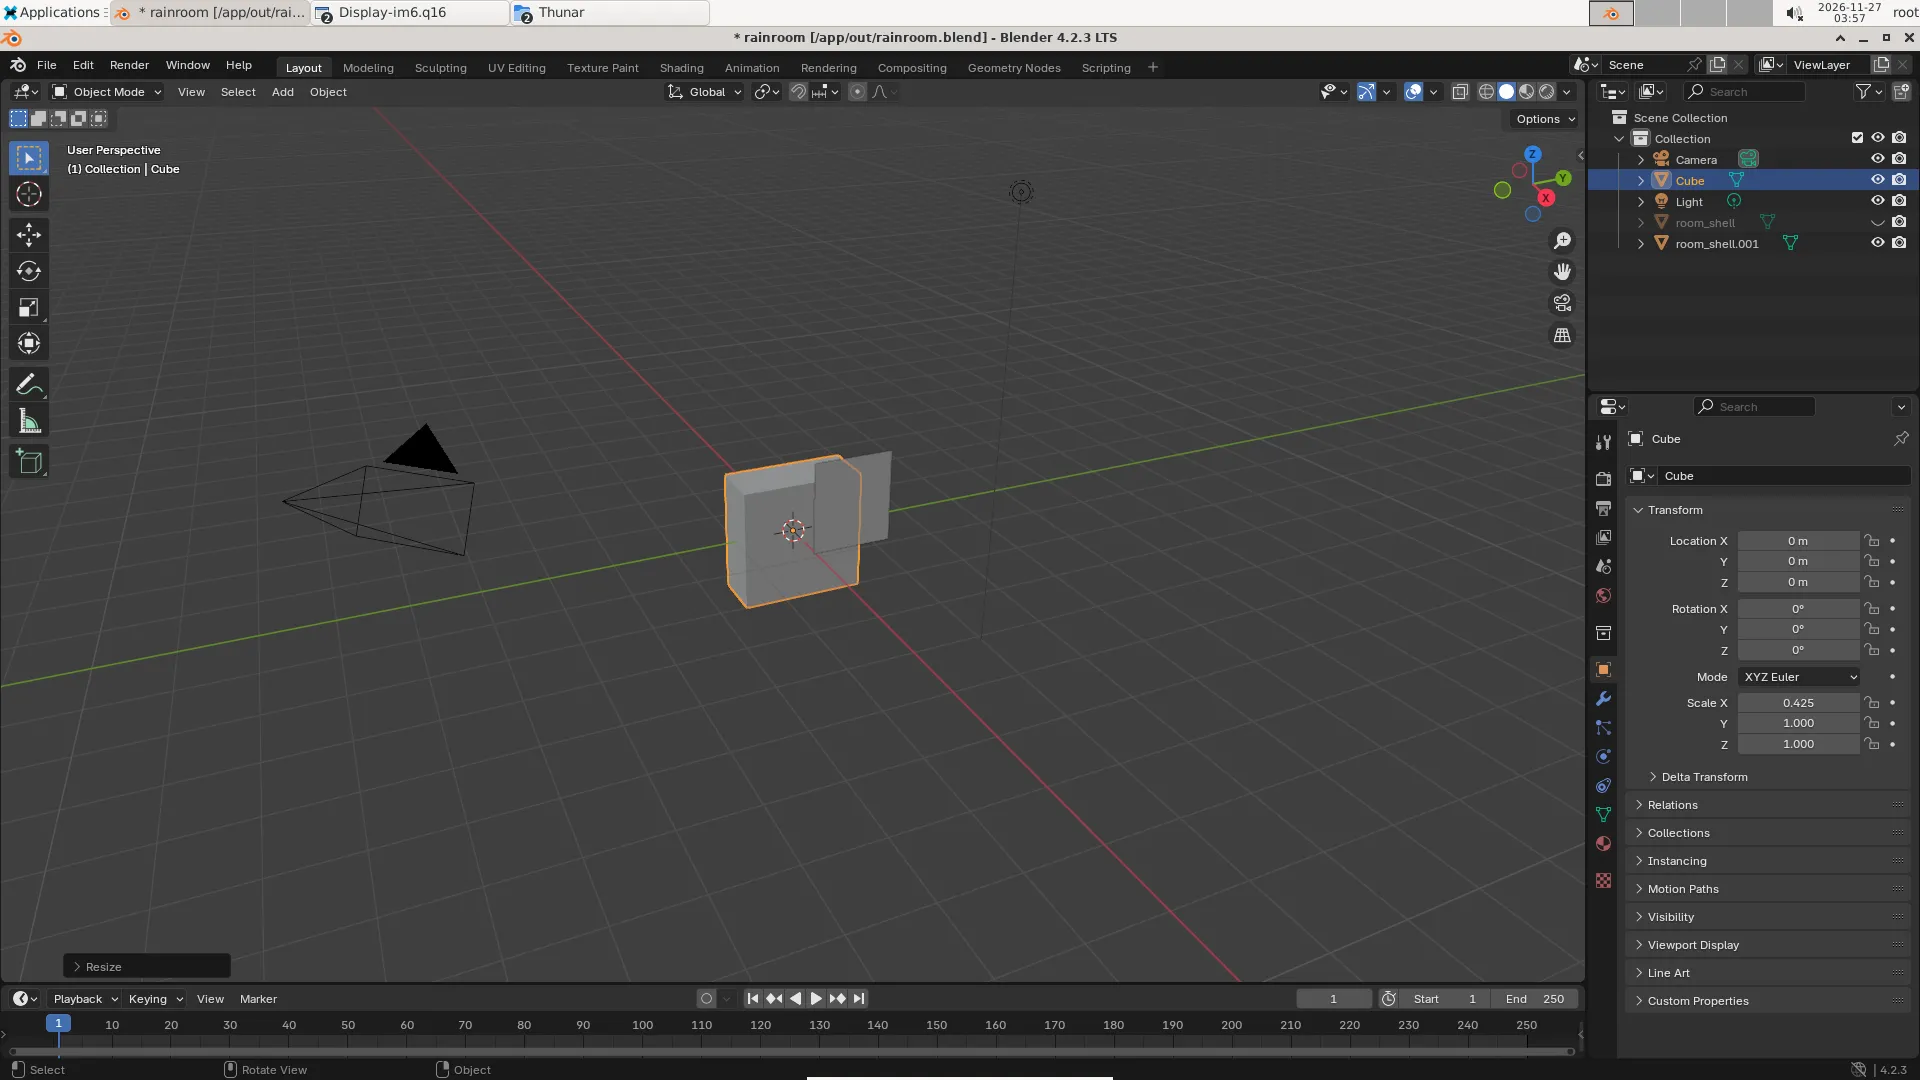 Applications
* rainroom [/app/out/rai...
2
Display-im6.q16
2
Thunar
2026-11-27
03:57
root
* rainroom [/app/out/rainroom.blend] - Blender 4.2.3 LTS
File
Edit
Render
Window
Help
Layout
Modeling
Sculpting
UV Editing
Texture Paint
Shading
Animation
Rendering
Compositing
Geometry Nodes
Scripting
Scene
ViewLayer
Object Mode
View
Select
Add
Object
Global
Search
Options
User Perspective
(1) Collection | Cube
Z
Y
X
Scene Collection
Collection
Camera
Cube
Light
room_shell
room_shell.001
Search
Cube
Cube
Transform
Location X
0 m
Y
0 m
Z
0 m
Rotation X
0°
Y
0°
Z
0°
Mode
XYZ Euler
Scale X
0.425
Y
1.000
Z
1.000
Delta Transform
Relations
Collections
Instancing
Motion Paths
Visibility
Viewport Display
Line Art
Custom Properties
Resize
Playback
Keying
View
Marker
1
Start
1
End
250
1
10
20
30
40
50
60
70
80
90
100
110
120
130
140
150
160
170
180
190
200
210
220
230
240
250
Select
Rotate View
Object
4.2.3